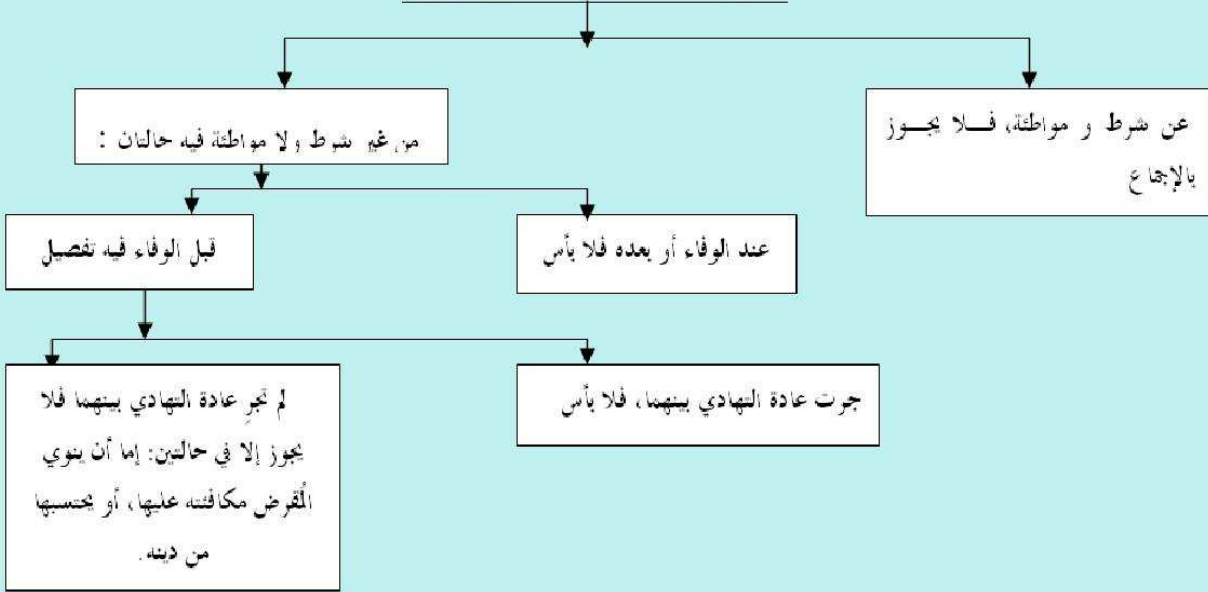 عن شرط و مواطئة، فـــلا يجـــوز
بالإجماع
من غير شرط ولا مواطئة فيه حالتان :
عند الوفاء أو بعده فلا بأس
قبل الوفاء فيه تفصيل
جرت عادة التهادي بينهما، فلا بأس
لم تجرِ عادة التهادي بينهما فلا
يجوز إلا في حالتين: إما أن ينوي
المُقرض مكافئته عليها، أو يحتسبها
من دينه.